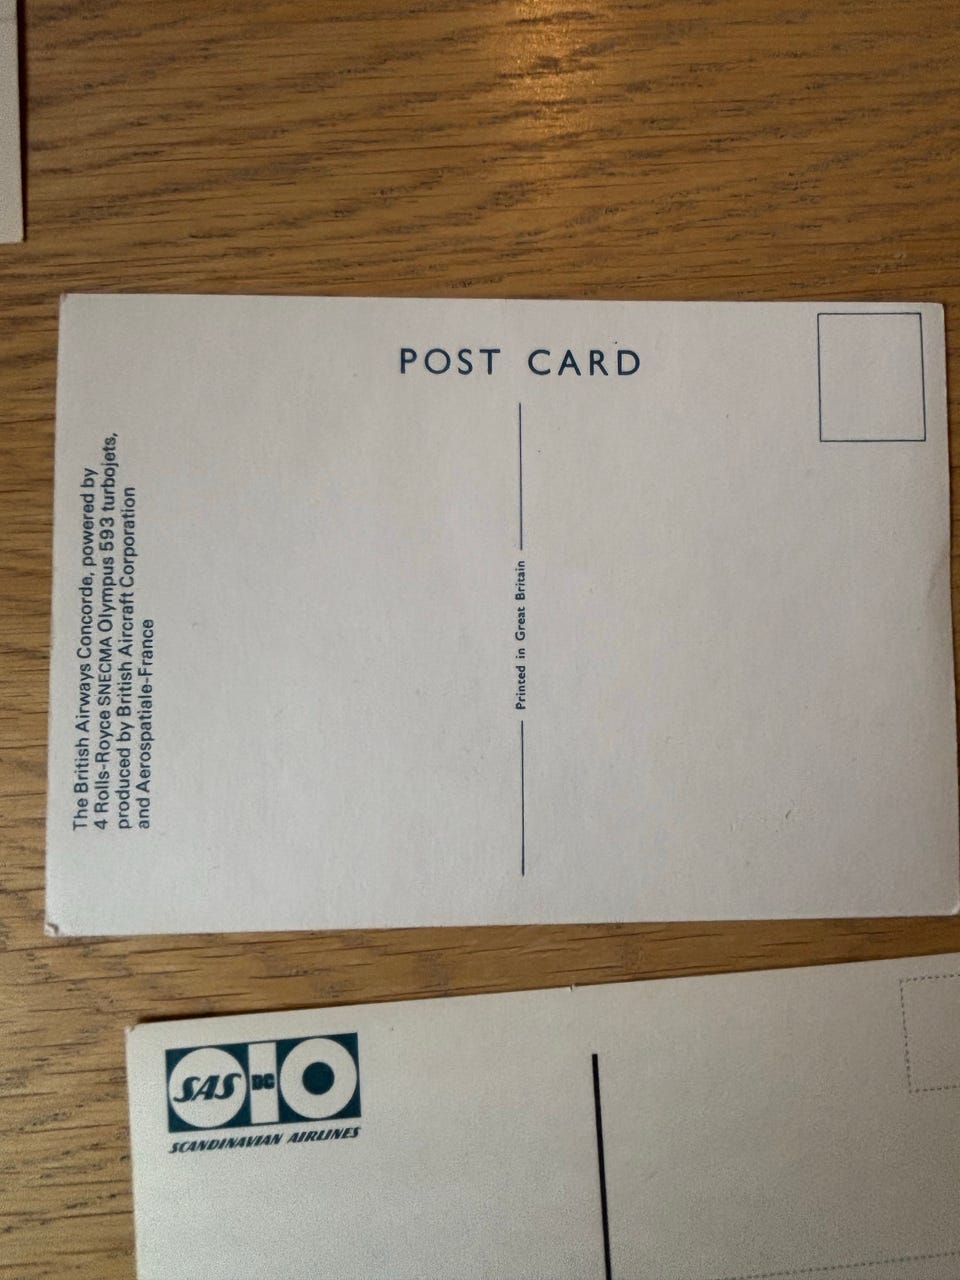 POST CARD
The British Airways Concorde, powered by
4 Rolls-Royce SNECMA Olympus 593 turbojets,
produced by British Aircraft Corporation
and Aerospatiale-France
Printed in Great Britain
SAS DC 10
SCANDINAVIAN AIRLINES